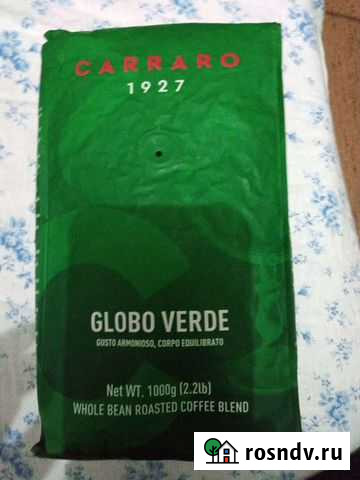 CARRARO
1927
GLOBO VERDE
GUSTO ARMONIOSO, CORPO EQUILIBRATO
Net WT. 1000g (2.2lb)
WHOLE BEAN ROASTED COFFEE BLEND
rosndv.ru